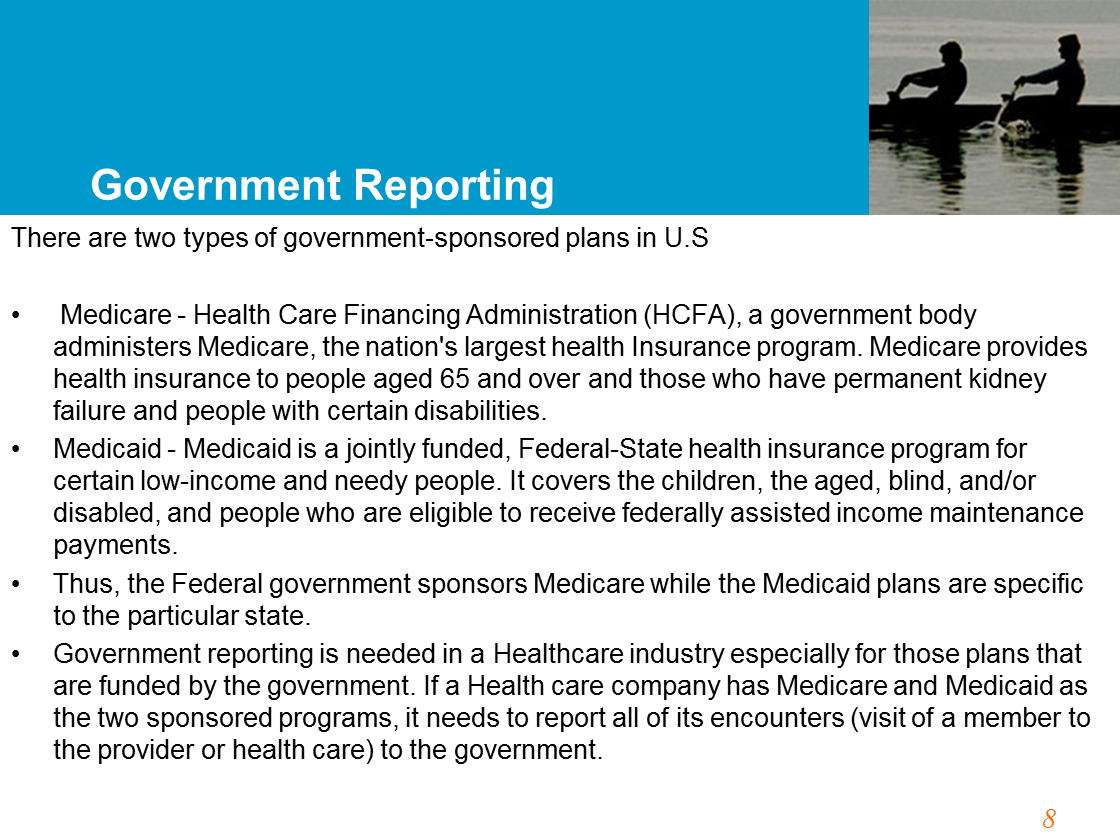 Government Reporting
There are two types of government-sponsored plans in U.S
• Medicare - Health Care Financing Administration (HCFA), a government body
administers Medicare, the nation's largest health Insurance program. Medicare provides
health insurance to people aged 65 and over and those who have permanent kidney
failure and people with certain disabilities.
• Medicaid - Medicaid is a jointly funded, Federal-State health insurance program for
certain low-income and needy people. It covers the children, the aged, blind, and/or
disabled, and people who are eligible to receive federally assisted income maintenance
payments.
• Thus, the Federal government sponsors Medicare while the Medicaid plans are specific
to the particular state.
• Government reporting is needed in a Healthcare industry especially for those plans that
are funded by the government. If a Health care company has Medicare and Medicaid as
the two sponsored programs, it needs to report all of its encounters (visit of a member to
the provider or health care) to the government.
8